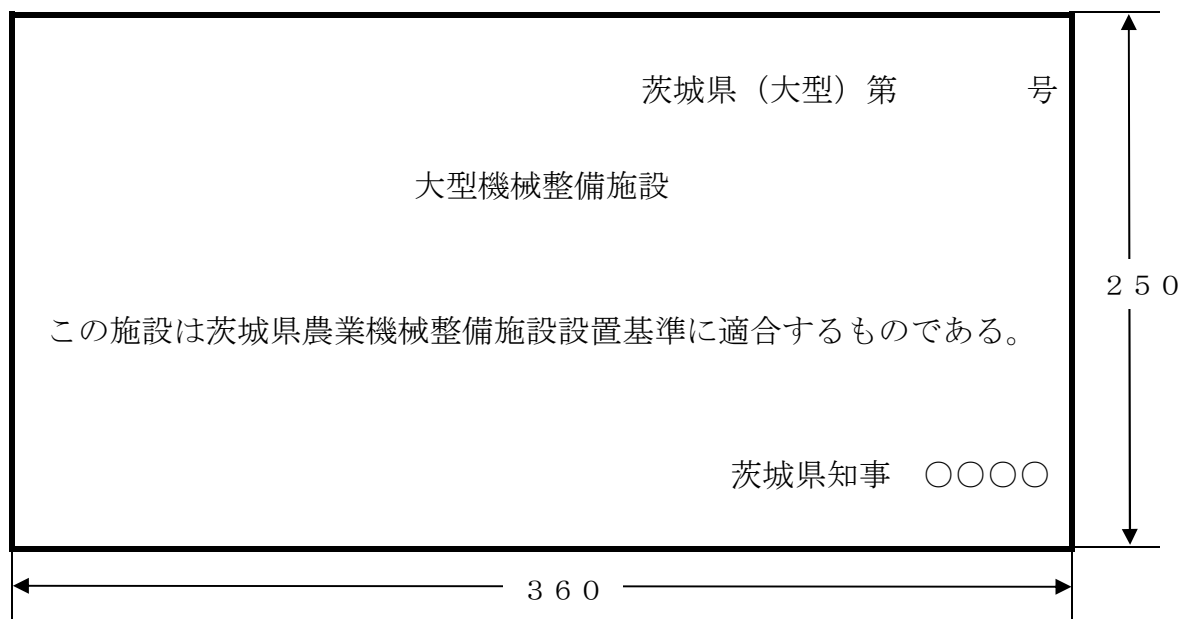 茨城県（大型）第　　　　号
大型機械整備施設
２５０
この施設は茨城県農業機械整備施設設置基準に適合するものである。
茨城県知事　○○○○
３６０